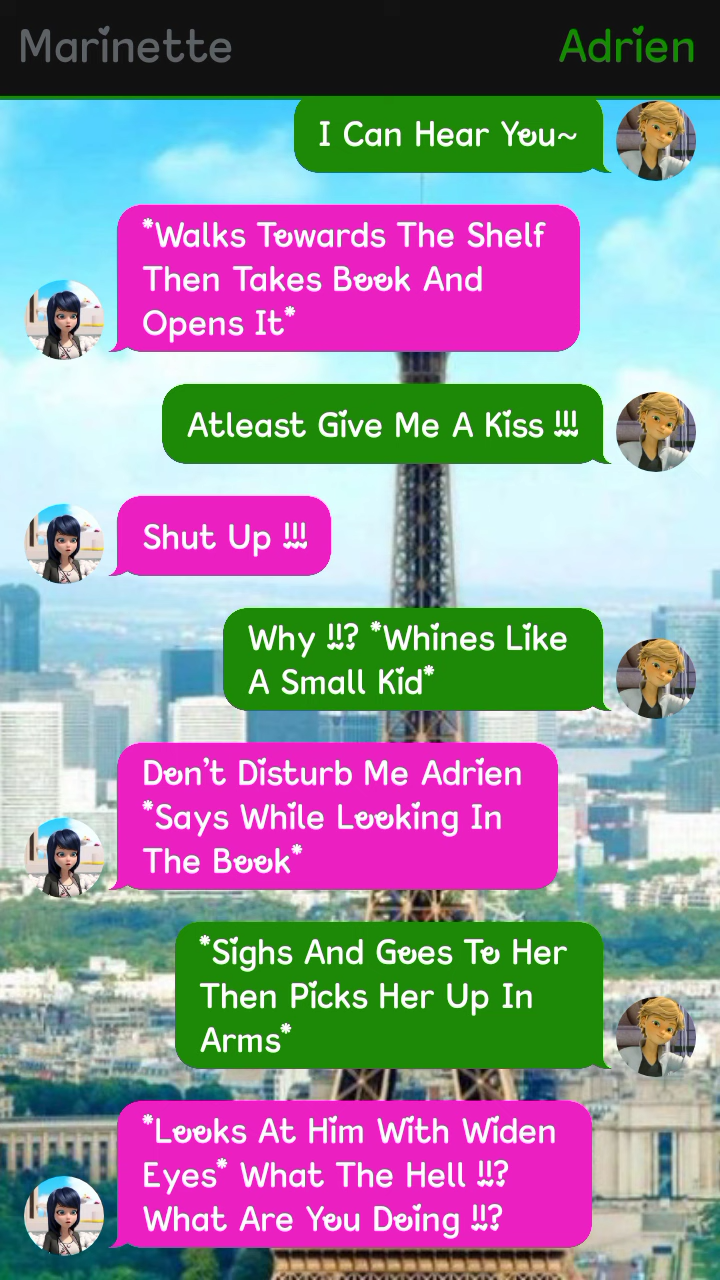 Marinette Adrien
I Can Hear You~
*Walks Towards The Shelf
Then Takes Book And
Opens It*
Atleast Give Me A Kiss !!!
Shut Up !!!
Why !!? *Whines Like
A Small Kid*
Don't Disturb Me Adrien
*Says While Looking In
The Book*
*Sighs And Goes To Her
Then Picks Her Up In
Arms*
*Looks At Him With Widen
Eyes* What The Hell !!?
What Are You Doing !!?